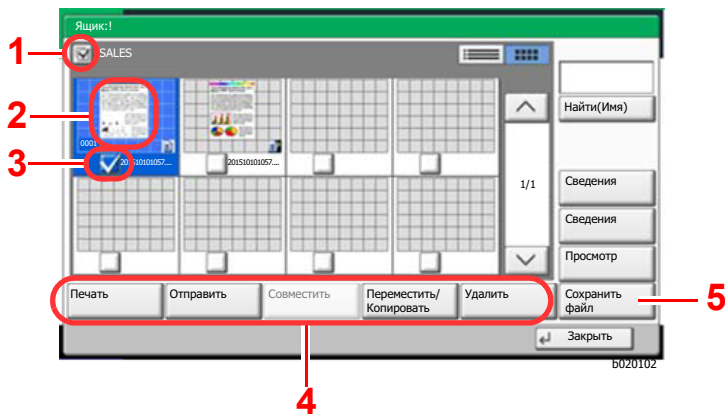 Ящик:!
1
SALES
2
Найти(Имя)
0001
3
201510101057....
201510101057....
1/1
Сведения
Сведения
Просмотр
Печать
Отправить
Совместить
Переместить/
Копировать
Удалить
Сохранить
файл
5
Закрыть
b020102
4